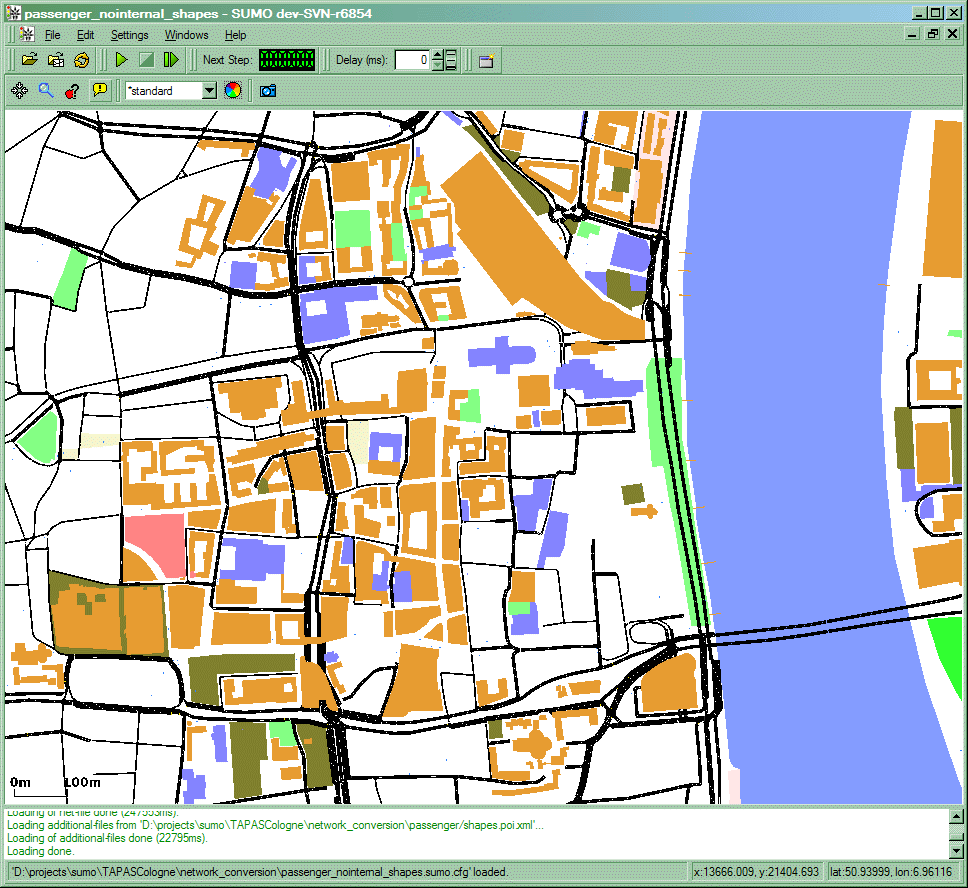 passenger_nointernal_shapes - SUMO dev-SVN-r6854
File Edit Settings Windows Help
Next Step: Delay (ms): 0
*standard
0m 100m
Loading of net-file done (247553ms).
Loading additional-files from 'D:\projects\sumo\TAPASCologne\network_conversion\passenger/shapes.poi.xml'...
Loading of additional-files done (22795ms).
Loading done.
'D:\projects\sumo\TAPASCologne\network_conversion\passenger_nointernal_shapes.sumo.cfg' loaded. x:13666.009, y:21404.693 lat:50.93999, lon:6.96116